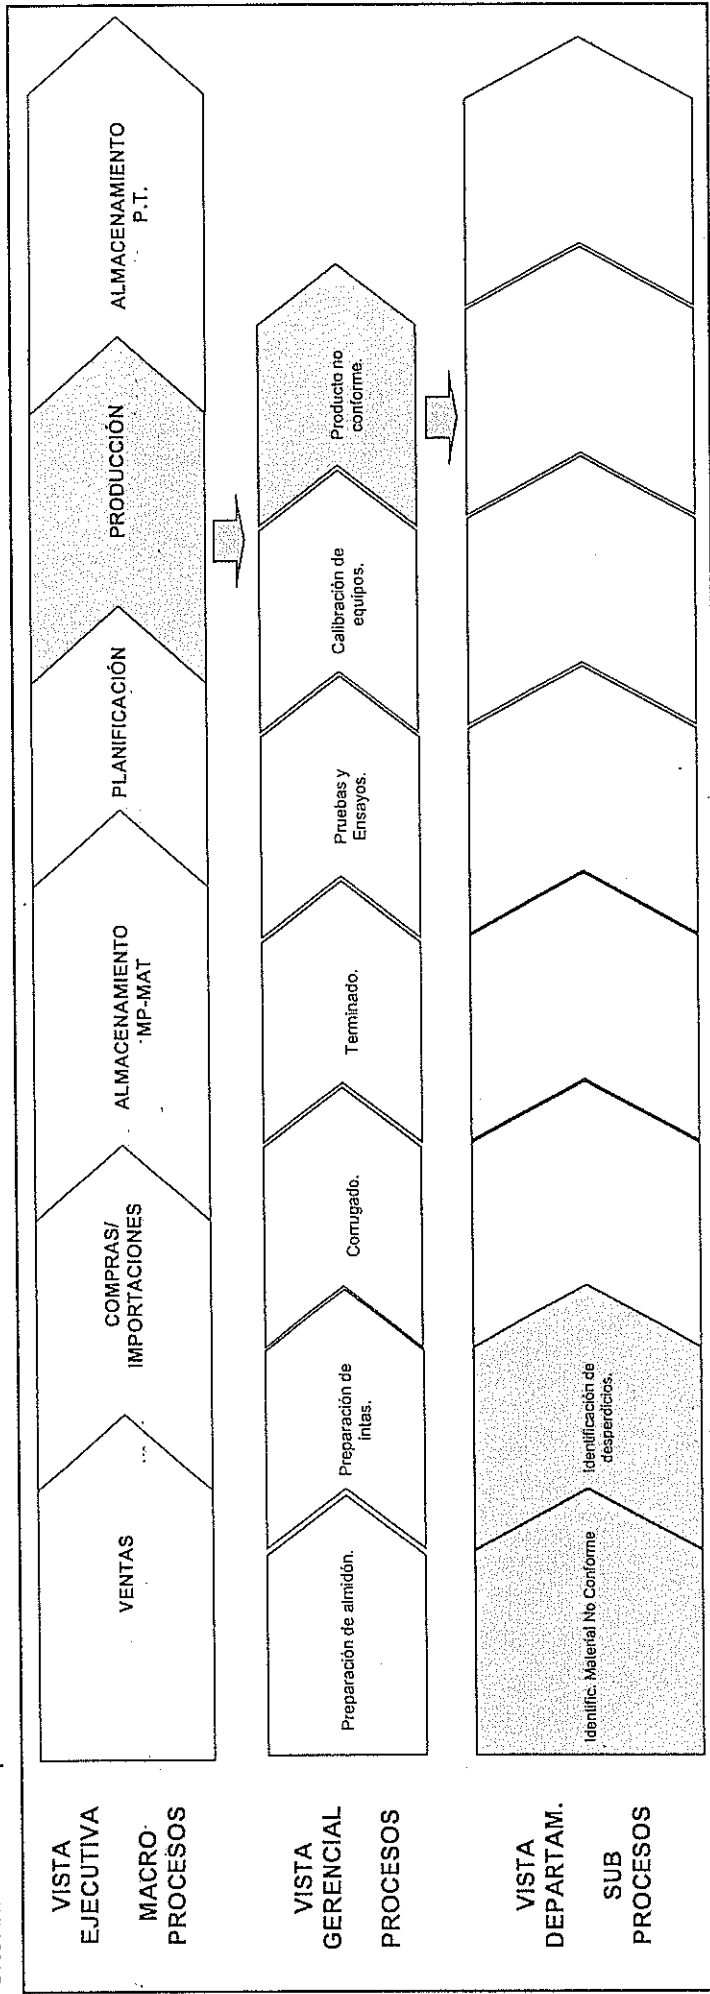 VISTA
EJECUTIVA
MACRO
PROCESOS
VENTAS
COMPRAS/
IMPORTACIONES
ALMACENAMIENTO
MP-MAT
PLANIFICACIÓN
PRODUCCIÓN
ALMACENAMIENTO
P.T.
VISTA
GERENCIAL
PROCESOS
Preparación de almidón.
Preparación de
intas.
Corrugado.
Terminado.
Pruebas y
Ensayos.
Calibración de
equipos.
Producto no
conforme.
VISTA
DEPARTAM.
SUB
PROCESOS
Identific. Material No Conforme
Identificación de
desperdicios.